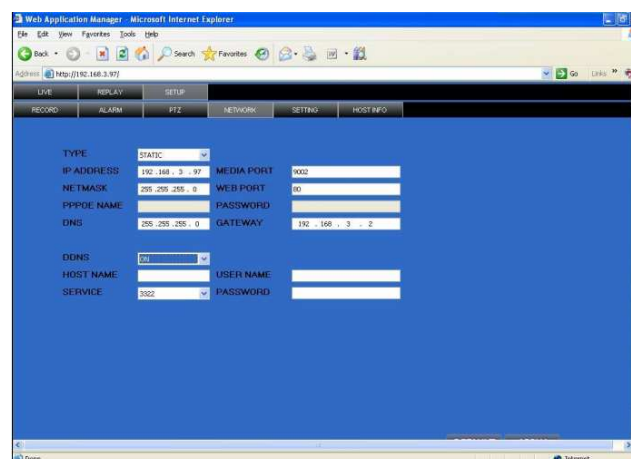 Web Application Manager - Microsoft Internet Explorer
File Edit View Favorites Tools Help
Back Search Favorites
Address http://192.168.3.97/ Go Links »
LIVE REPLAY SETUP
RECORD ALARM PTZ NETWORK SETTING HOST INFO
TYPE STATIC
IP ADDRESS 192 .168 . 3 . 97 MEDIA PORT 9002
NETMASK 255 .255 .255 . 0 WEB PORT 80
PPPOE NAME PASSWORD
DNS 255 .255 .255 . 0 GATEWAY 192 . 168 . 3 . 2
DDNS ON
HOST NAME USER NAME
SERVICE 3322 PASSWORD
Done Internet